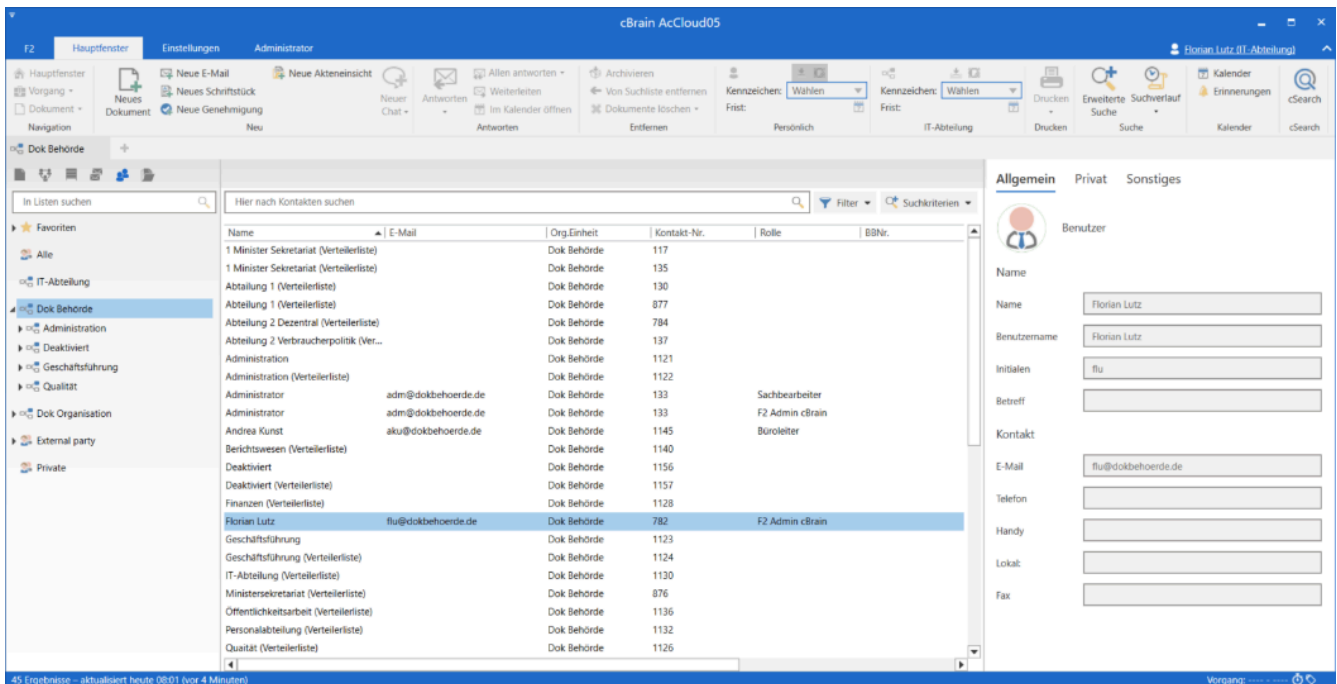 cBrain AcCloud05
F2 Hauptfenster Einstellungen Administrator Florian Lutz (IT-Abteilung)
Hauptfenster
Vorgang
Dokument
Navigation
Neues Dokument
Neue E-Mail
Neues Schriftstück
Neue Genehmigung
Neue Akteneinsicht
Neu
Neuer Chat
Antworten
Allen antworten
Weiterleiten
Im Kalender öffnen
Antworten
Archivieren
Von Suchliste entfernen
Dokumente löschen
Entfernen
Kennzeichen: Wählen
Frist:
Persönlich
Kennzeichen: Wählen
Frist:
IT-Abteilung
Drucken
Drucken
Erweiterte Suche
Suchverlauf
Suche
Kalender
Erinnerungen
Kalender
cSearch
cSearch
Dok Behörde
In Listen suchen
Favoriten
Alle
IT-Abteilung
Dok Behörde
Administration
Deaktiviert
Geschäftsführung
Qualität
Dok Organisation
External party
Private
Hier nach Kontakten suchen Filter Suchkriterien
Name E-Mail Org.Einheit Kontakt-Nr. Rolle BBNr.
1 Minister Sekretariat (Verteilerliste) Dok Behörde 117
1 Minister Sekretariat (Verteilerliste) Dok Behörde 135
Abtailung 1 (Verteilerliste) Dok Behörde 130
Abteilung 1 (Verteilerliste) Dok Behörde 877
Abteilung 2 Dezentral (Verteilerliste) Dok Behörde 784
Abteilung 2 Verbraucherpolitik (Ver... Dok Behörde 137
Administration Dok Behörde 1121
Administration (Verteilerliste) Dok Behörde 1122
Administrator adm@dokbehoerde.de Dok Behörde 133 Sachbearbeiter
Administrator adm@dokbehoerde.de Dok Behörde 133 F2 Admin cBrain
Andrea Kunst aku@dokbehoerde.de Dok Behörde 1145 Büroleiter
Berichtswesen (Verteilerliste) Dok Behörde 1140
Deaktiviert Dok Behörde 1156
Deaktiviert (Verteilerliste) Dok Behörde 1157
Finanzen (Verteilerliste) Dok Behörde 1128
Florian Lutz flu@dokbehoerde.de Dok Behörde 782 F2 Admin cBrain
Geschäftsführung Dok Behörde 1123
Geschäftsführung (Verteilerliste) Dok Behörde 1124
IT-Abteilung (Verteilerliste) Dok Behörde 1130
Ministersekretariat (Verteilerliste) Dok Behörde 876
Öffentlichkeitsarbeit (Verteilerliste) Dok Behörde 1136
Personalabteilung (Verteilerliste) Dok Behörde 1132
Quaität (Verteilerliste) Dok Behörde 1126
Allgemein Privat Sonstiges
Benutzer
Name
Name Florian Lutz
Benutzername Florian Lutz
Initialen flu
Betreff
Kontakt
E-Mail flu@dokbehoerde.de
Telefon
Handy
Lokal:
Fax
45 Ergebnisse – aktualisiert heute 08:01 (vor 4 Minuten) Vorgang: ---- - ----